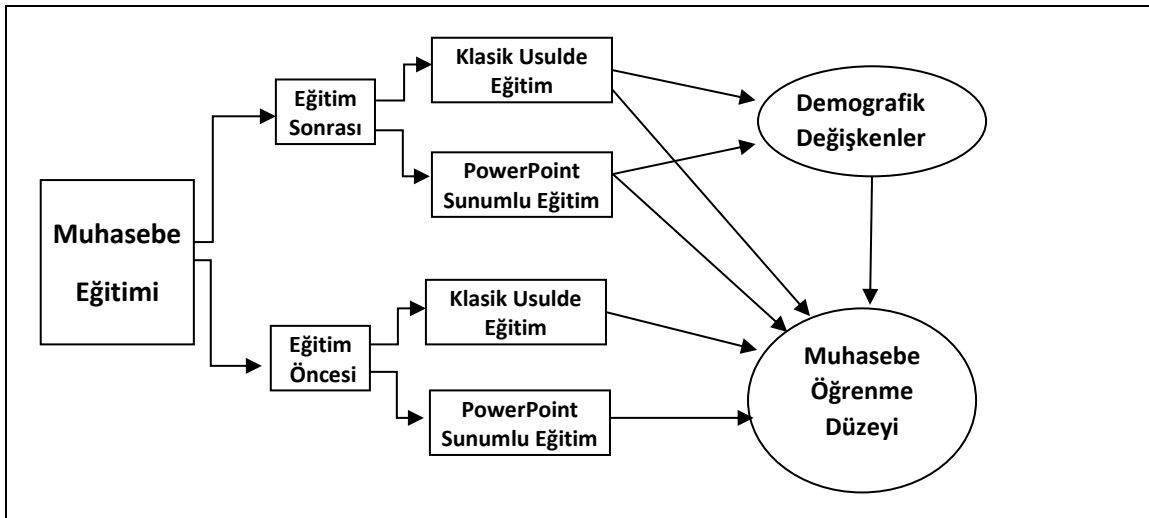 Muhasebe
Eğitimi
Eğitim
Sonrası
Klasik Usulde
Eğitim
PowerPoint
Sunumlu Eğitim
Demografik
Değişkenler
Eğitim
Öncesi
Klasik Usulde
Eğitim
PowerPoint
Sunumlu Eğitim
Muhasebe
Öğrenme
Düzeyi